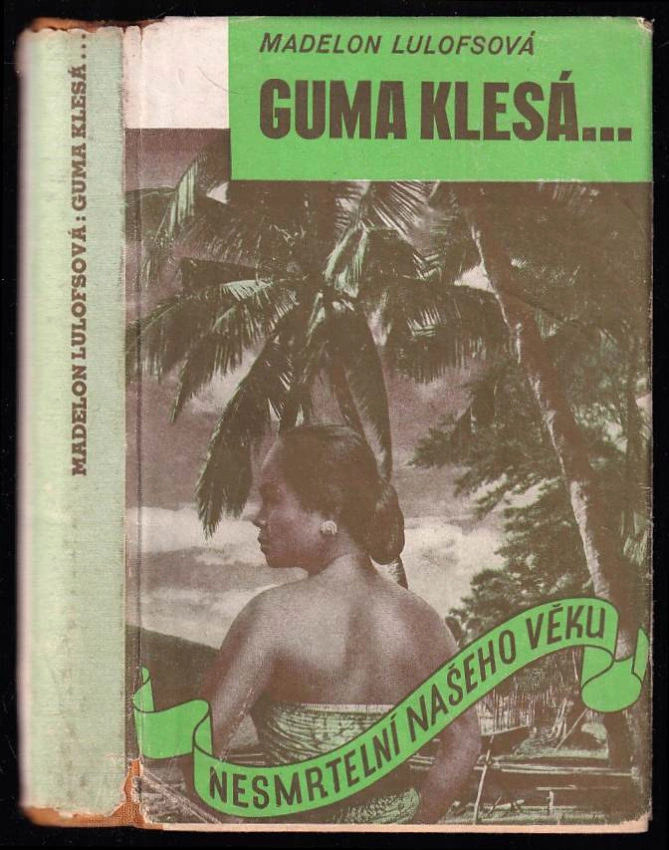 MADELON LULOFSOVÁ: GUMA KLESÁ...
MADELON LULOFSOVÁ
GUMA KLESÁ...
NESMRTELNÍ NAŠEHO VĚKU